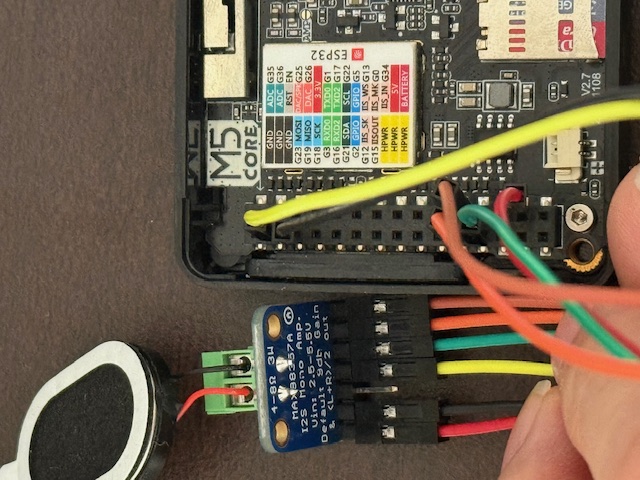 4-8Ω 3W
MAX98357A
I2S Mono Amp.
Vin: 2.5-5.5V.
Default 9db Gain
& (L+R)/2 out
M5
CORE
GND ADC G35
GND ADC G36
GND RST EN
G23 MOSI DAC/SPK G25
G19 MISO DAC G26
G18 SCK 3.3V
G3 RXD0 TXD0 G1
G16 RXD2 TXD2 G17
G21 SDA SCL G22
G2 GPIO GPIO G5
G12 IIS_SK IIS_WS G13
G15 IISOUT IIS_MK G0
HPWR IIS_IN G34
HPWR 5V
HPWR BATTERY
ESP32
V2.7
1108